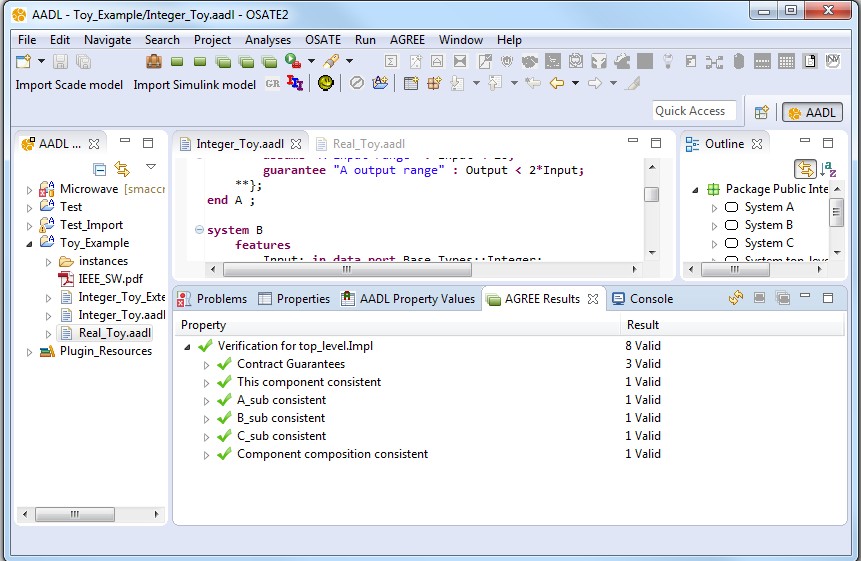 AADL - Toy_Example/Integer_Toy.aadl - OSATE2
File Edit Navigate Search Project Analyses OSATE Run AGREE Window Help
Import Scade model Import Simulink model GR
Quick Access AADL
AADL ...
Microwave [smaccr
Test
Test_Import
Toy_Example
instances
IEEE_SW.pdf
Integer_Toy_Exte
Integer_Toy.aadl
Real_Toy.aadl
Plugin_Resources
Integer_Toy.aadl Real_Toy.aadl
guarantee "A output range" : Output < 2*Input;
**};
end A ;
system B
features
Input: in data port Base_Types::Integer;
Outline
Package Public Inte
System A
System B
System C
System top_leve
Problems Properties AADL Property Values AGREE Results Console
Property Result
Verification for top_level.Impl 8 Valid
Contract Guarantees 3 Valid
This component consistent 1 Valid
A_sub consistent 1 Valid
B_sub consistent 1 Valid
C_sub consistent 1 Valid
Component composition consistent 1 Valid